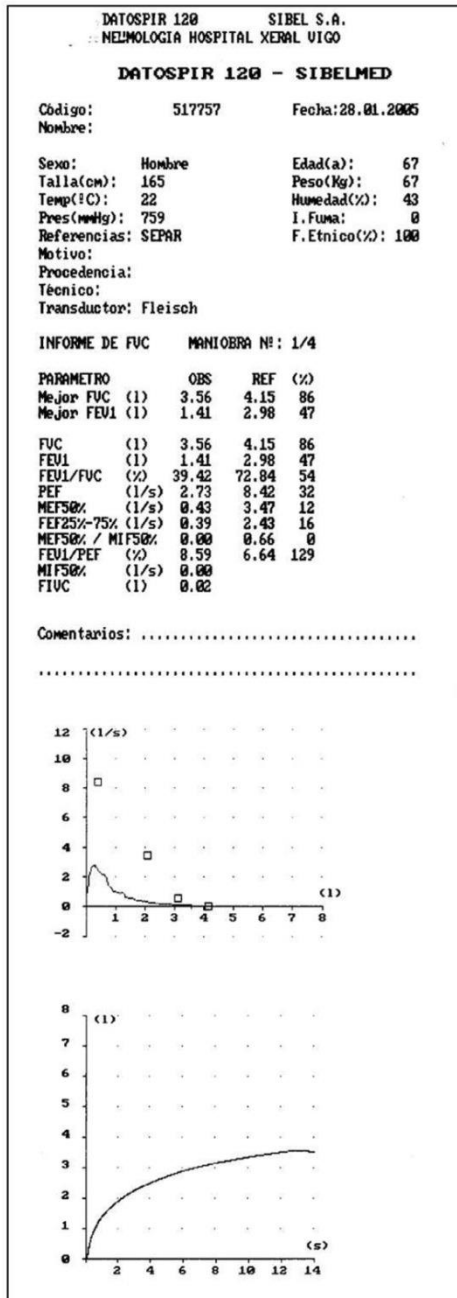 DATOSPIR 120 SIBEL S.A.
NEUMOLOGIA HOSPITAL XERAL VIGO
DATOSPIR 120 - SIBELMED
Código: 517757 Fecha:28.01.2005
Nombre:
Sexo: Hombre Edad(a): 67
Talla(cm): 165 Peso(Kg): 67
Temp(ºC): 22 Humedad(%): 43
Pres(mmHg): 759 I.Fuma: 0
Referencias: SEPAR F.Etnico(%): 100
Motivo:
Procedencia:
Técnico:
Transductor: Fleisch
INFORME DE FVC MANIOBRA Nº: 1/4
PARAMETRO OBS REF (%)
Mejor FVC (l) 3.56 4.15 86
Mejor FEV1 (l) 1.41 2.98 47
FVC (l) 3.56 4.15 86
FEV1 (l) 1.41 2.98 47
FEV1/FVC (%) 39.42 72.84 54
PEF (l/s) 2.73 8.42 32
MEF50% (l/s) 0.43 3.47 12
FEF25%-75% (l/s) 0.39 2.43 16
MEF50% / MIF50% 0.00 0.66 0
FEV1/PEF (%) 8.59 6.64 129
MIF50% (l/s) 0.00
FIVC (l) 0.02
Comentarios: ...................................
................................................
12 (l/s)
10
8
6
4
2
(l)
0
1 2 3 4 5 6 7 8
-2
8
(l)
7
6
5
4
3
2
1
(s)
0
2 4 6 8 10 12 14